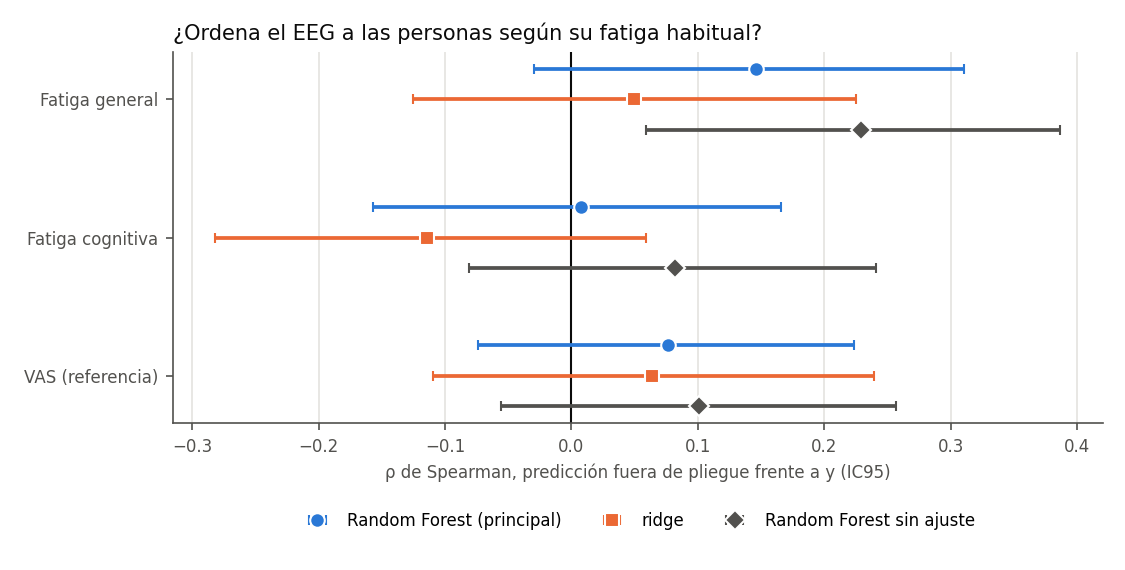 ¿Ordena el EEG a las personas según su fatiga habitual?
Fatiga general
Fatiga cognitiva
VAS (referencia)
−0.3 −0.2 −0.1 0.0 0.1 0.2 0.3 0.4
ρ de Spearman, predicción fuera de pliegue frente a y (IC95)
Random Forest (principal) ridge Random Forest sin ajuste